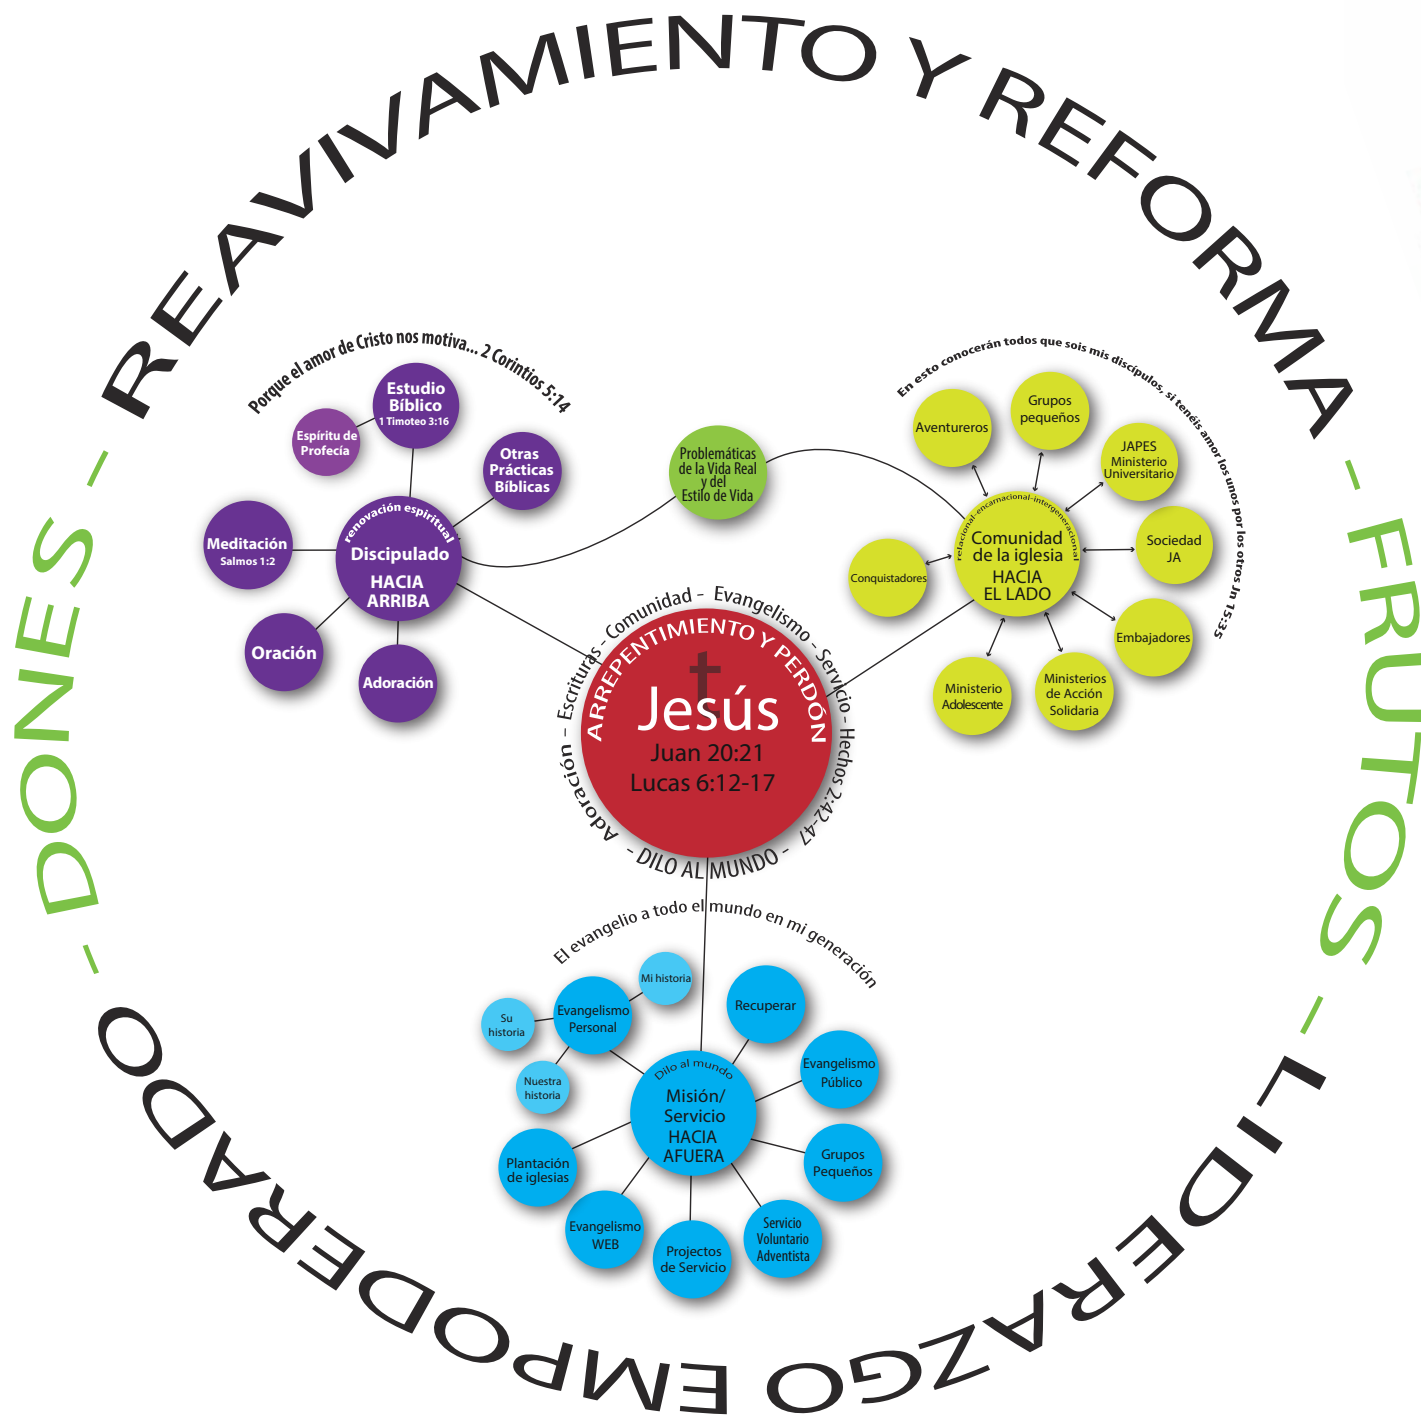 REAVIVAMIENTO Y REFORMA
- FRUTOS -
LIDERAZGO EMPODERADO
- DONES -
Porque el amor de Cristo nos motiva... 2 Corintios 5:14
Estudio
Bíblico
1 Timoteo 3:16
Espíritu de
Profecía
Otras
Prácticas
Bíblicas
Meditación
Salmos 1:2
renovación espiritual
Discipulado
HACIA
ARRIBA
Oración
Adoración
Problemáticas
de la Vida Real
y del
Estilo de Vida
En esto conocerán todos que sois mis discípulos, si tenéis amor los unos por los otros Jn 15:35
Aventureros
Grupos
pequeños
JAPES
Ministerio
Universitario
Sociedad
JA
Conquistadores
relacional-encarnacional-intergeneracional
Comunidad
de la iglesia
HACIA
EL LADO
Embajadores
Ministerio
Adolescente
Ministerios
de Acción
Solidaria
Adoración - Escrituras - Comunidad - Evangelismo - Servicio - Hechos 2:42-47
- DILO AL MUNDO -
ARREPENTIMIENTO Y PERDÓN
Jesús
Juan 20:21
Lucas 6:12-17
El evangelio a todo el mundo en mi generación
Mi historia
Su
historia
Evangelismo
Personal
Nuestra
historia
Recuperar
Evangelismo
Público
Dilo al mundo
Misión/
Servicio
HACIA
AFUERA
Plantación
de iglesias
Grupos
Pequeños
Evangelismo
WEB
Projectos
de Servicio
Servicio
Voluntario
Adventista